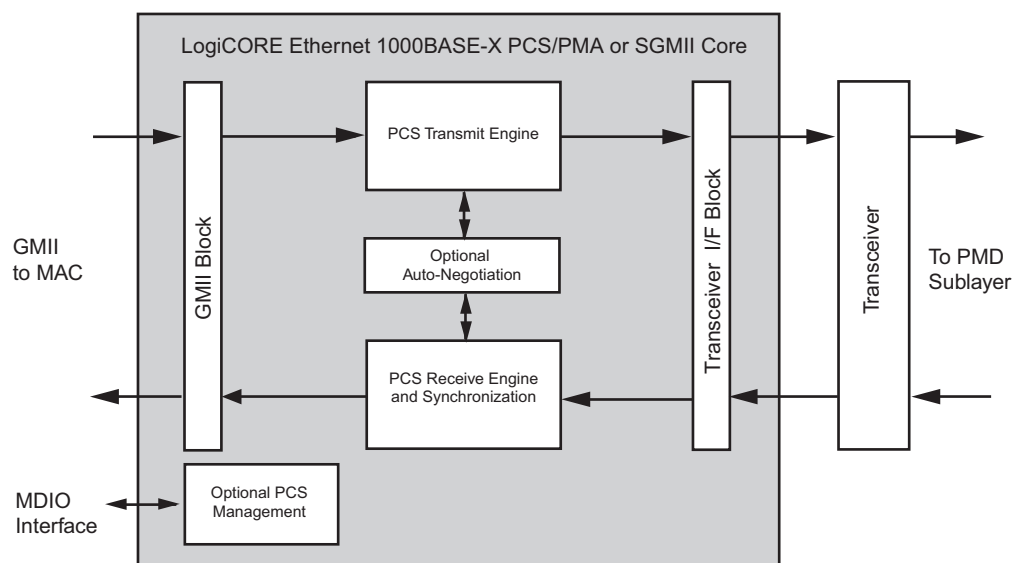 LogiCORE Ethernet 1000BASE-X PCS/PMA or SGMII Core
PCS Transmit Engine
GMII
to MAC
GMII Block
Optional
Auto-Negotiation
Transceiver I/F Block
Transceiver
To PMD
Sublayer
PCS Receive Engine
and Synchronization
MDIO
Interface
Optional PCS
Management